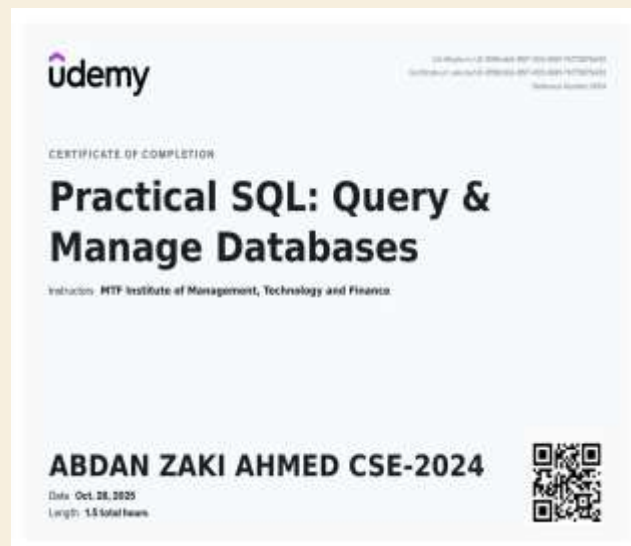 udemy
CERTIFICATE OF COMPLETION
Practical SQL: Query &
Manage Databases
Instructors MTF Institute of Management, Technology and Finance
ABDAN ZAKI AHMED CSE-2024
Date Oct. 28, 2025
Length 1.5 total hours